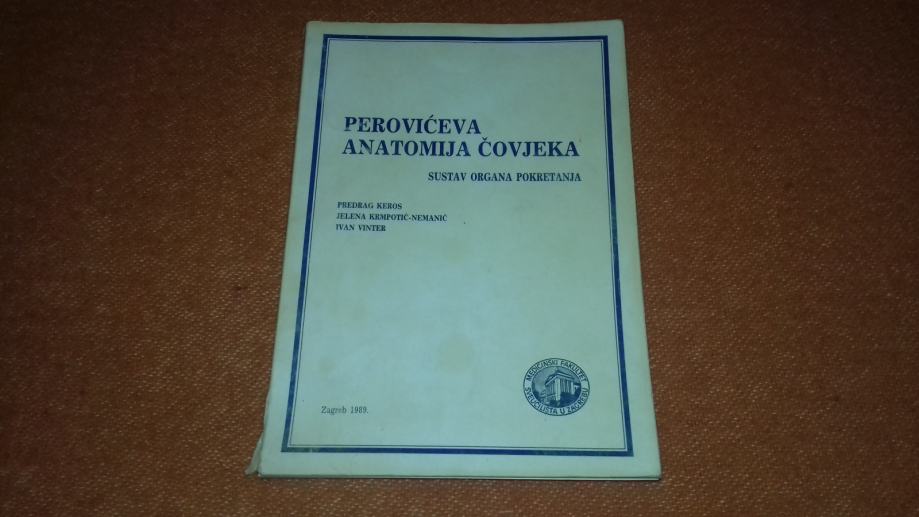 PEROVIĆEVA
ANATOMIJA ČOVJEKA
SUSTAV ORGANA POKRETANJA
PREDRAG KEROS
JELENA KRMPOTIĆ-NEMANIĆ
IVAN VINTER
MEDICINSKI FAKULTET
SVEUČILIŠTA U ZAGREBU
Zagreb 1989.